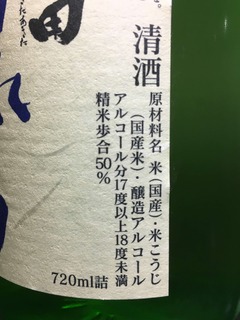 清酒
原材料名 米(国産)・米こうじ
(国産米)・醸造アルコール
アルコール分17度以上18度未満
精米歩合50%
720ml詰